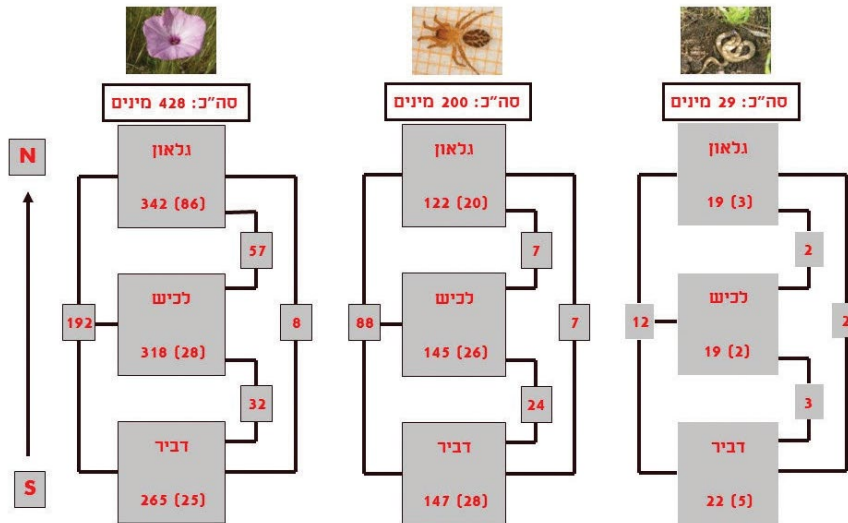 סה"כ: 428 מינים
סה"כ: 200 מינים
סה"כ: 29 מינים
N
S
גלאון
342 (86)
57
לכיש
192
8
318 (28)
32
דביר
265 (25)
גלאון
122 (20)
7
לכיש
88
7
145 (26)
24
דביר
147 (28)
גלאון
19 (3)
2
לכיש
12
2
19 (2)
3
דביר
22 (5)